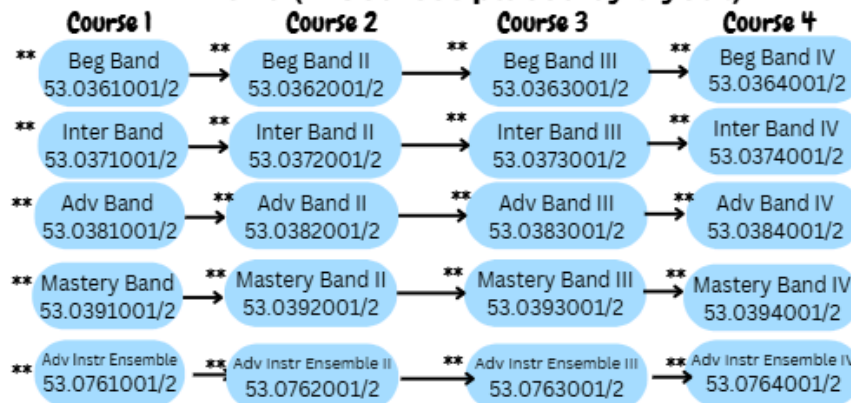 Course 1 Course 2 Course 3 Course 4
** Beg Band ** Beg Band II ** Beg Band III ** Beg Band IV
53.0361001/2 53.0362001/2 53.0363001/2 53.0364001/2
** Inter Band ** Inter Band II ** Inter Band III ** Inter Band IV
53.0371001/2 53.0372001/2 53.0373001/2 53.0374001/2
** Adv Band ** Adv Band II ** Adv Band III ** Adv Band IV
53.0381001/2 53.0382001/2 53.0383001/2 53.0384001/2
** Mastery Band ** Mastery Band II ** Mastery Band III ** Mastery Band IV
53.0391001/2 53.0392001/2 53.0393001/2 53.0394001/2
** Adv Instr Ensemble ** Adv Instr Ensemble II ** Adv Instr Ensemble III ** Adv Instr Ensemble IV
53.0761001/2 53.0762001/2 53.0763001/2 53.0764001/2